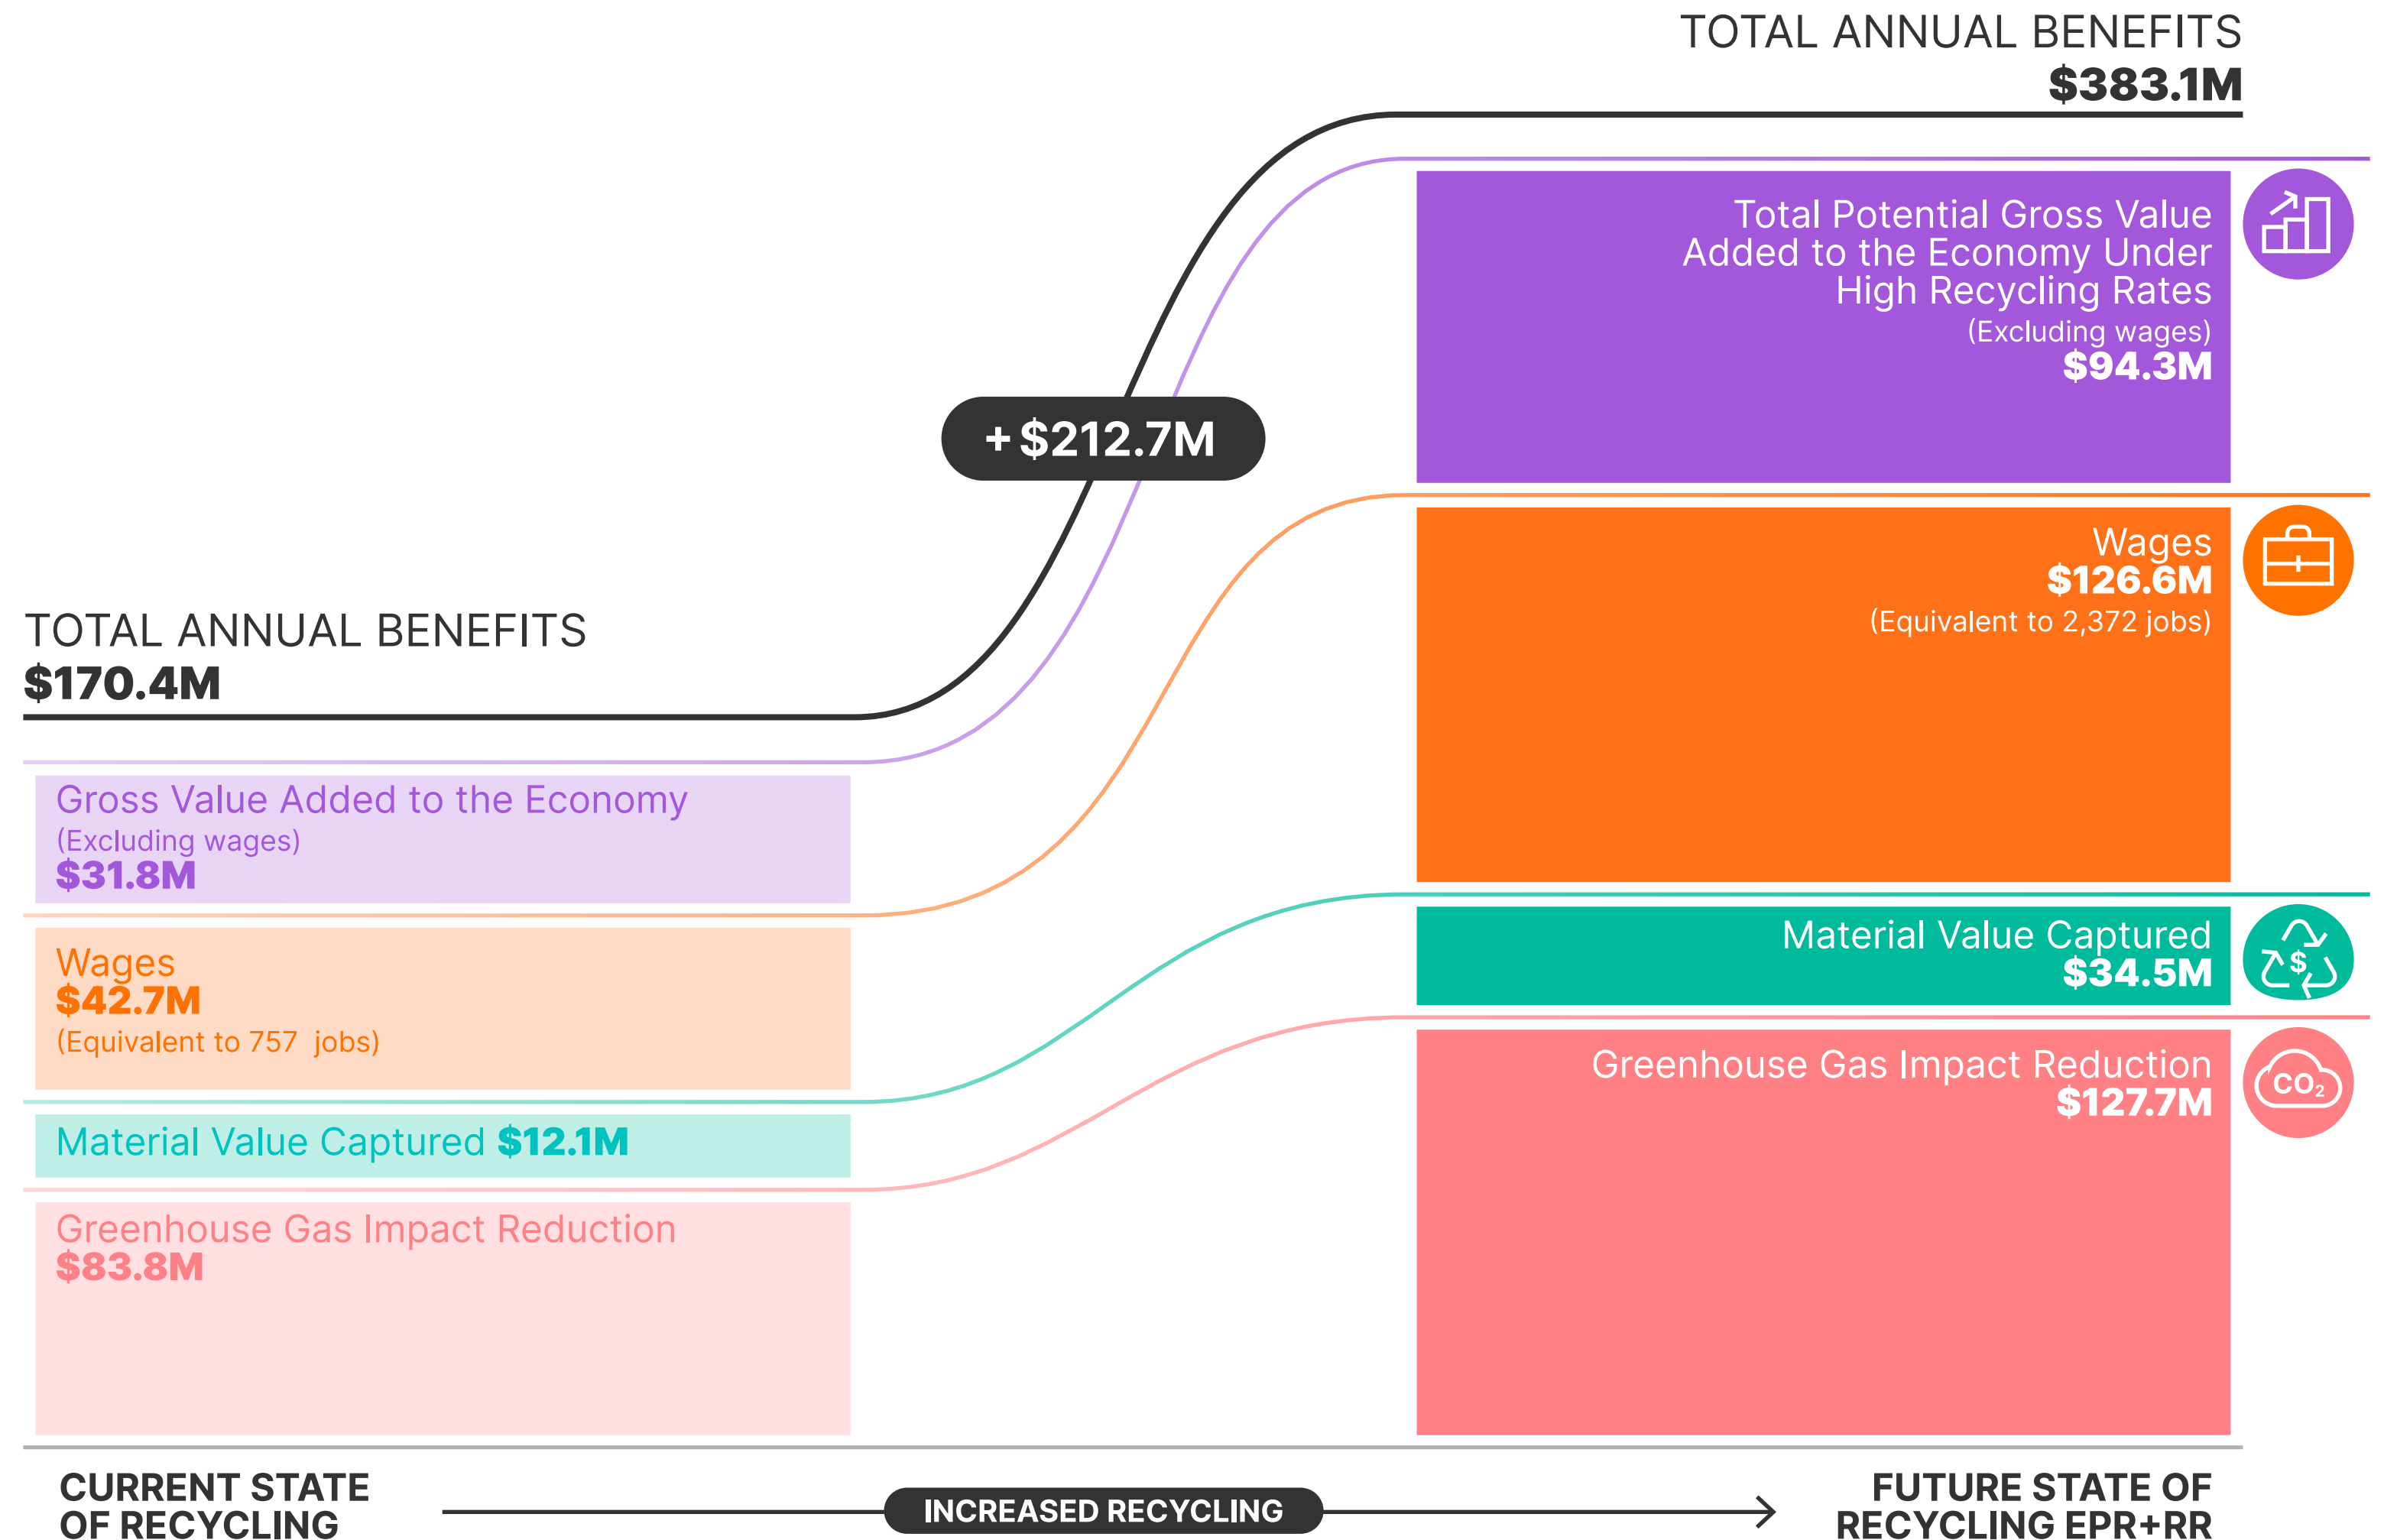 TOTAL ANNUAL BENEFITS
$383.1M
Total Potential Gross Value
Added to the Economy Under
High Recycling Rates
(Excluding wages)
$94.3M
+ $212.7M
Wages
$126.6M
(Equivalent to 2,372 jobs)
TOTAL ANNUAL BENEFITS
$170.4M
Gross Value Added to the Economy
(Excluding wages)
$31.8M
Wages
$42.7M
(Equivalent to 757 jobs)
Material Value Captured
$34.5M
$
Greenhouse Gas Impact Reduction
$127.7M
CO₂
Material Value Captured $12.1M
Greenhouse Gas Impact Reduction
$83.8M
CURRENT STATE
OF RECYCLING
INCREASED RECYCLING
FUTURE STATE OF
RECYCLING EPR+RR